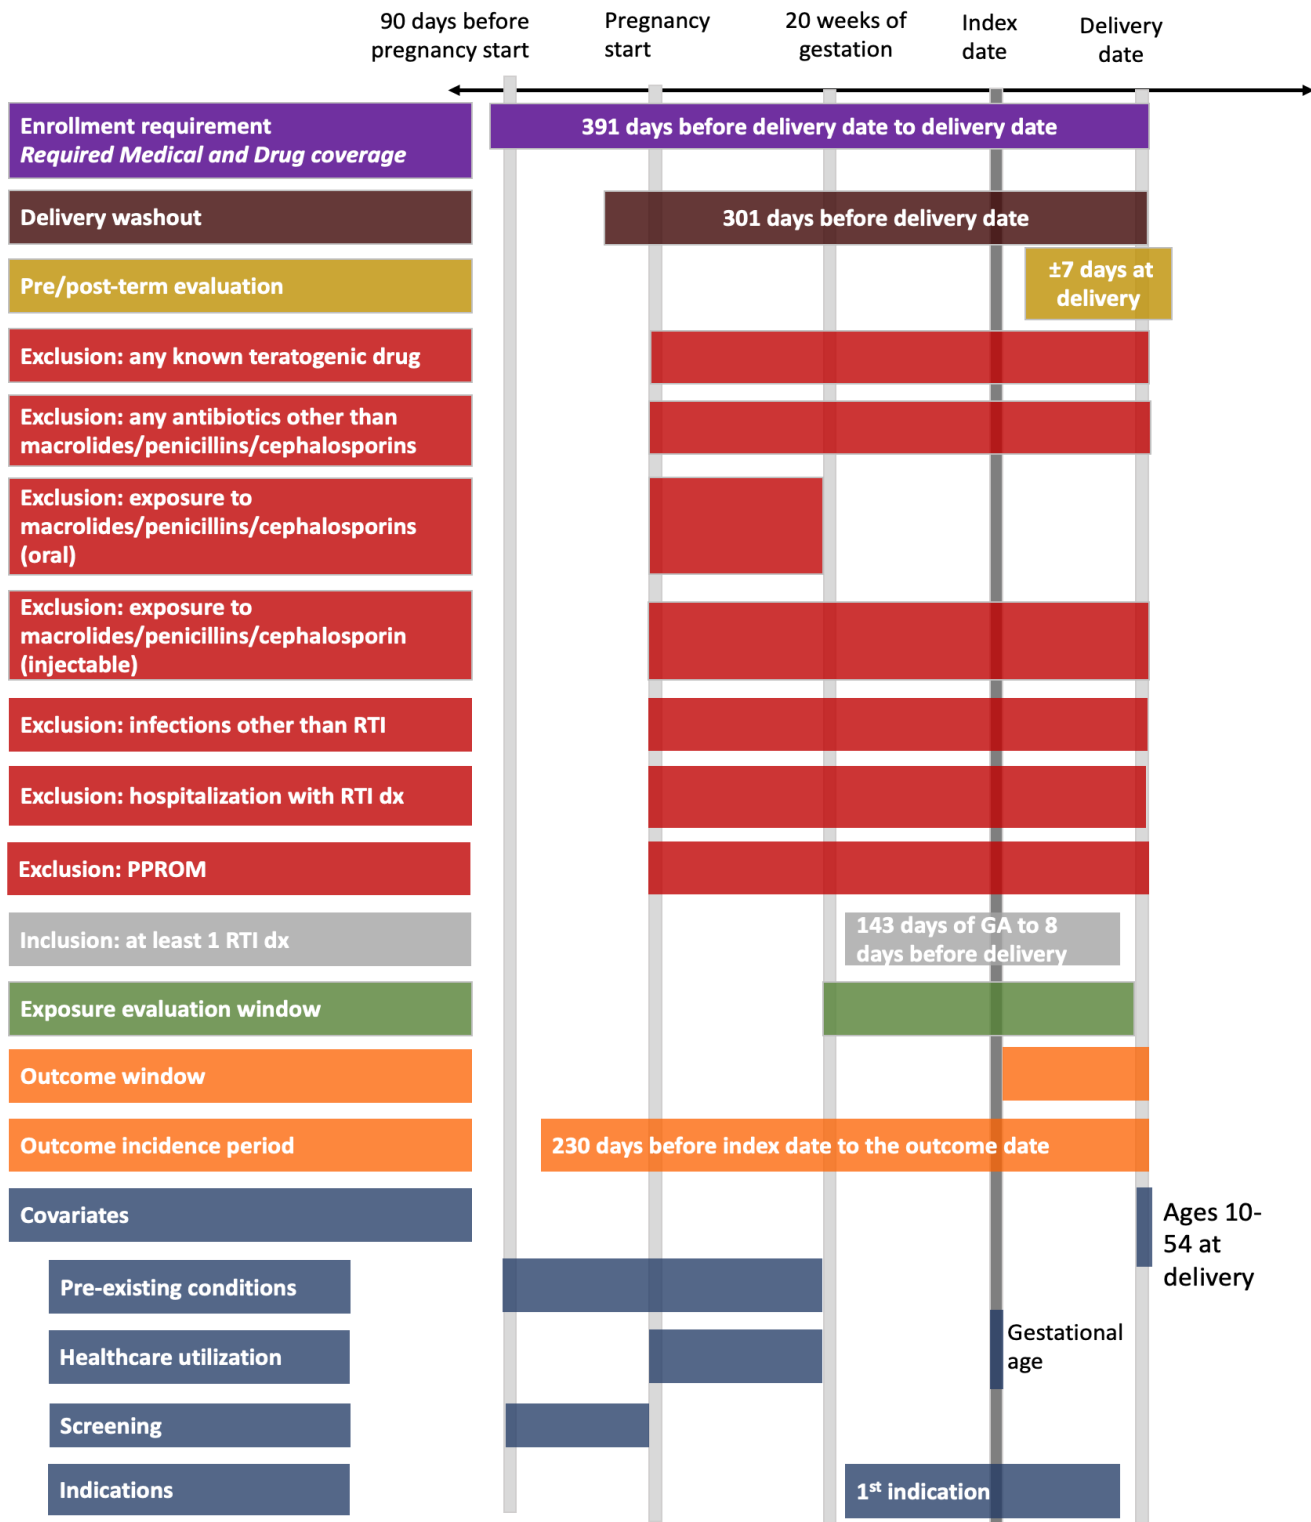 90 days before
pregnancy start
Pregnancy
start
20 weeks of
gestation
Index
date
Delivery
date
Enrollment requirement
Required Medical and Drug coverage
391 days before delivery date to delivery date
Delivery washout
301 days before delivery date
Pre/post-term evaluation
±7 days at
delivery
Exclusion: any known teratogenic drug
Exclusion: any antibiotics other than
macrolides/penicillins/cephalosporins
Exclusion: exposure to
macrolides/penicillins/cephalosporins
(oral)
Exclusion: exposure to
macrolides/penicillins/cephalosporin
(injectable)
Exclusion: infections other than RTI
Exclusion: hospitalization with RTI dx
Exclusion: PPROM
Inclusion: at least 1 RTI dx
143 days of GA to 8
days before delivery
Exposure evaluation window
Outcome window
Outcome incidence period
230 days before index date to the outcome date
Covariates
Ages 10-
54 at
delivery
Pre-existing conditions
Healthcare utilization
Gestational
age
Screening
Indications
1st indication